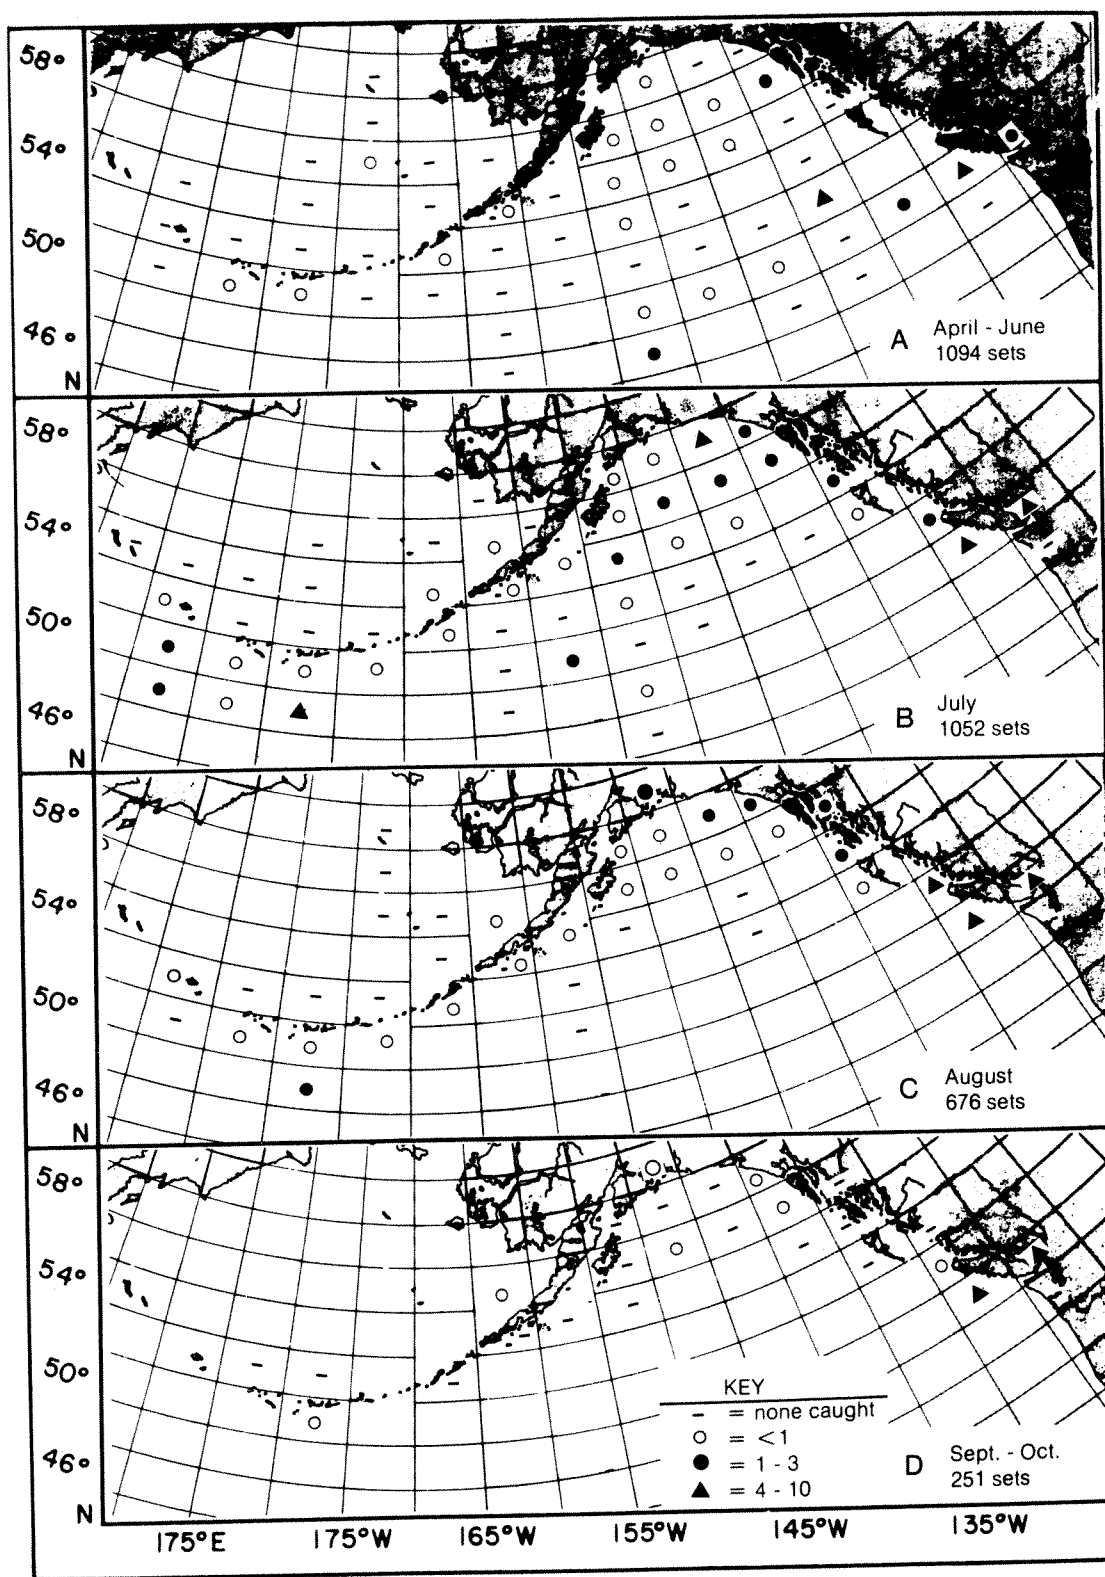 58°
54°
50°
46°
N
A April - June
1094 sets
58°
54°
50°
46°
N
B July
1052 sets
58°
54°
50°
46°
N
C August
676 sets
58°
54°
50°
46°
N
KEY
- = none caught
○ = <1
● = 1 - 3
▲ = 4 - 10
D Sept. - Oct.
251 sets
175°E 175°W 165°W 155°W 145°W 135°W